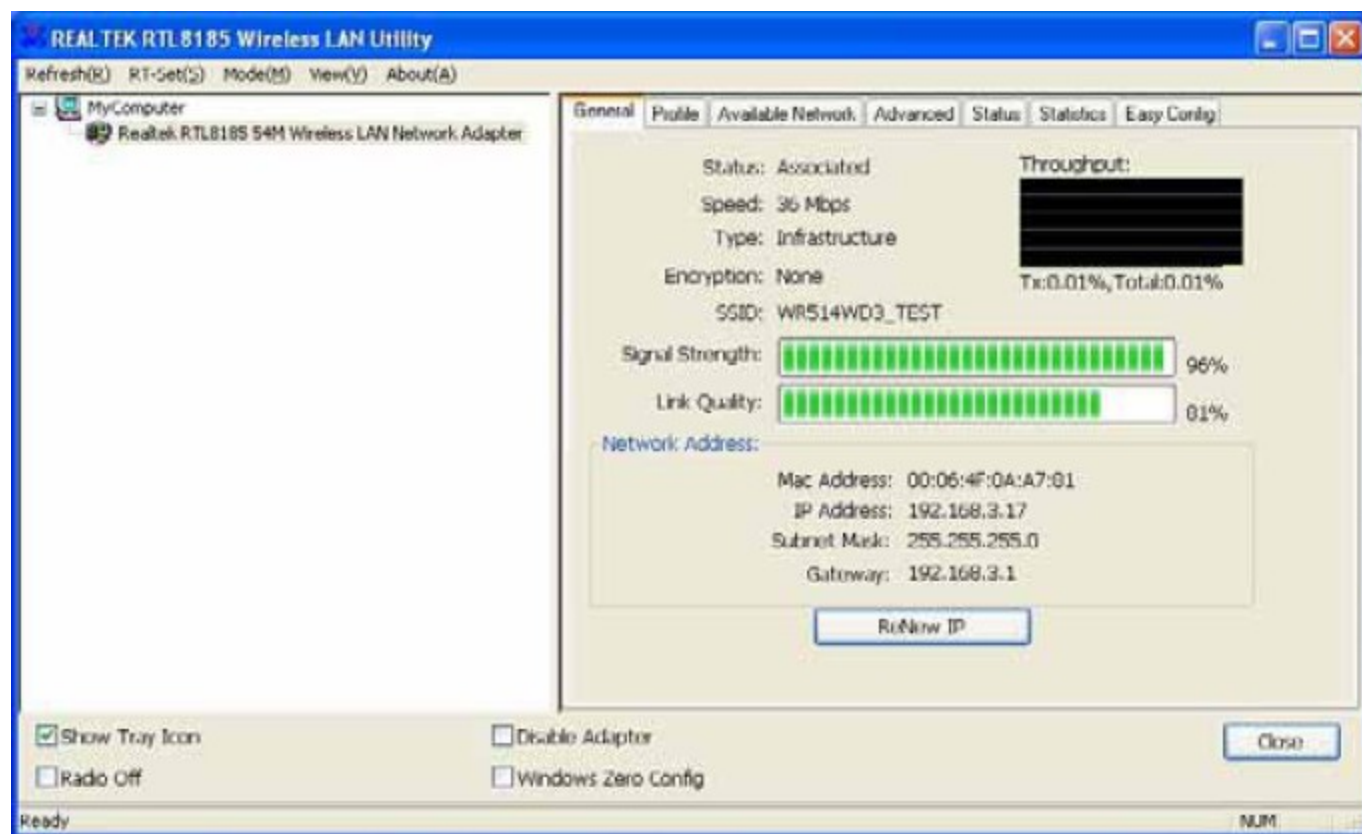 REALTEK RTL8185 Wireless LAN Utility
Refresh(R) RT-Set(S) Mode(M) View(V) About(A)
MyComputer
Realtek RTL8185 54M Wireless LAN Network Adapter
General Profile Available Network Advanced Status Statistics Easy Config
Status: Associated
Throughput:
Speed: 36 Mbps
Type: Infrastructure
Encryption: None
Tx:0.01%,Total:0.01%
SSID: WR514WD3_TEST
Signal Strength: 96%
Link Quality: 81%
Network Address:
Mac Address: 00:06:4F:0A:A7:81
IP Address: 192.168.3.17
Subnet Mask: 255.255.255.0
Gateway: 192.168.3.1
ReNew IP
Show Tray Icon
Disable Adapter
Close
Radio Off
Windows Zero Config
Ready
NUM